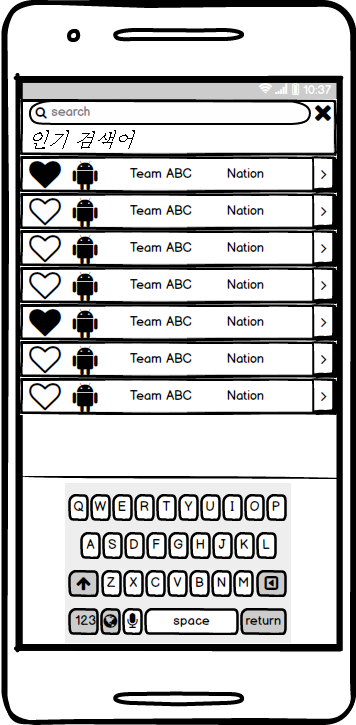 10:37
search
인기 검색어
Team ABC Nation
Team ABC Nation
Team ABC Nation
Team ABC Nation
Team ABC Nation
Team ABC Nation
Team ABC Nation
Q W E R T Y U I O P
A S D F G H J K L
Z X C V B N M
123 space return